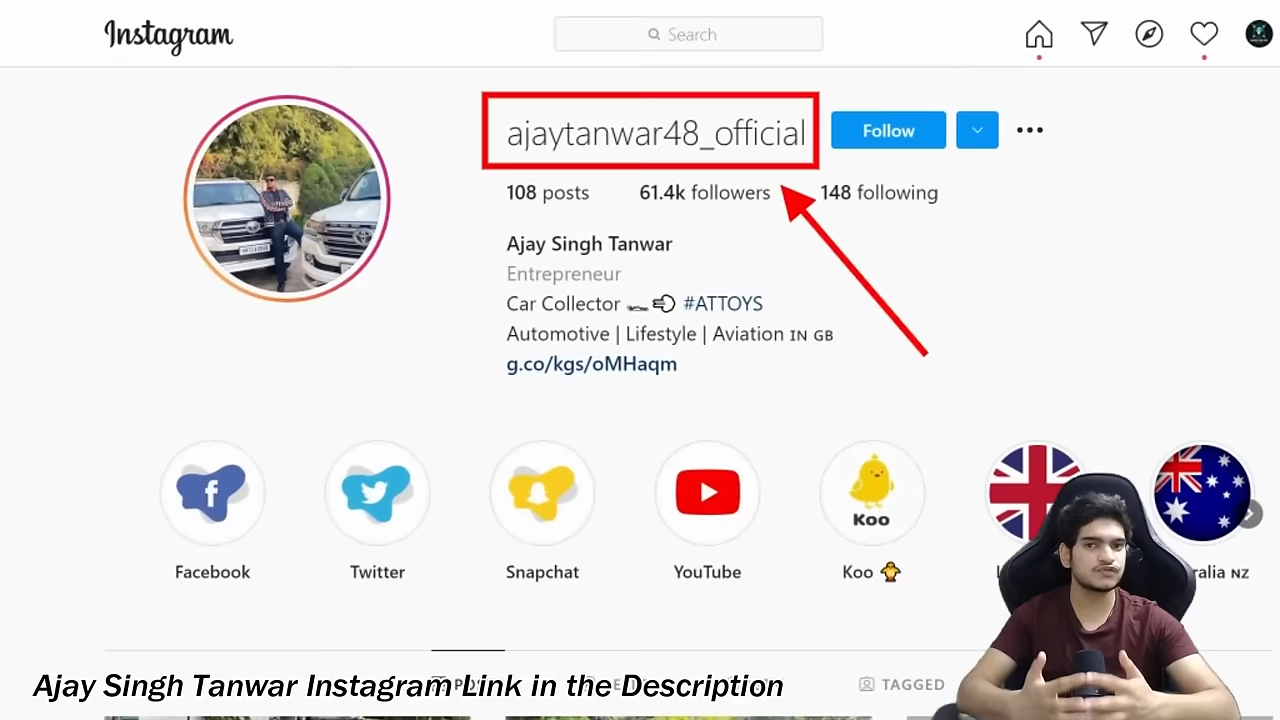 Instagram
Search
ajaytanwar48_official
Follow
108 posts 61.4k followers 148 following
Ajay Singh Tanwar
Entrepreneur
Car Collector #ATTOYS
Automotive | Lifestyle | Aviation IN GB
g.co/kgs/oMHaqm
Koo
Facebook Twitter Snapchat YouTube Koo NZ
TAGGED
Ajay Singh Tanwar Instagram Link in the Description